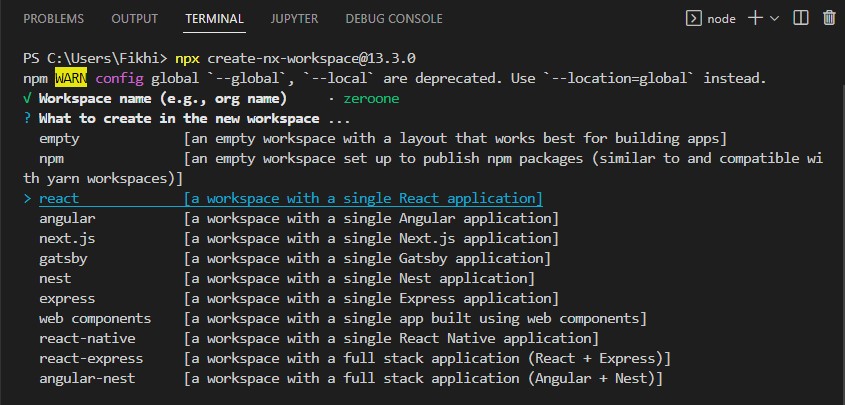 PROBLEMS OUTPUT TERMINAL JUPYTER DEBUG CONSOLE node
PS C:\Users\Fikhi> npx create-nx-workspace@13.3.0
npm WARN config global `--global`, `--local` are deprecated. Use `--location=global` instead.
√ Workspace name (e.g., org name) · zeroone
? What to create in the new workspace ...
empty [an empty workspace with a layout that works best for building apps]
npm [an empty workspace set up to publish npm packages (similar to and compatible wi
th yarn workspaces)]
> react [a workspace with a single React application]
angular [a workspace with a single Angular application]
next.js [a workspace with a single Next.js application]
gatsby [a workspace with a single Gatsby application]
nest [a workspace with a single Nest application]
express [a workspace with a single Express application]
web components [a workspace with a single app built using web components]
react-native [a workspace with a single React Native application]
react-express [a workspace with a full stack application (React + Express)]
angular-nest [a workspace with a full stack application (Angular + Nest)]